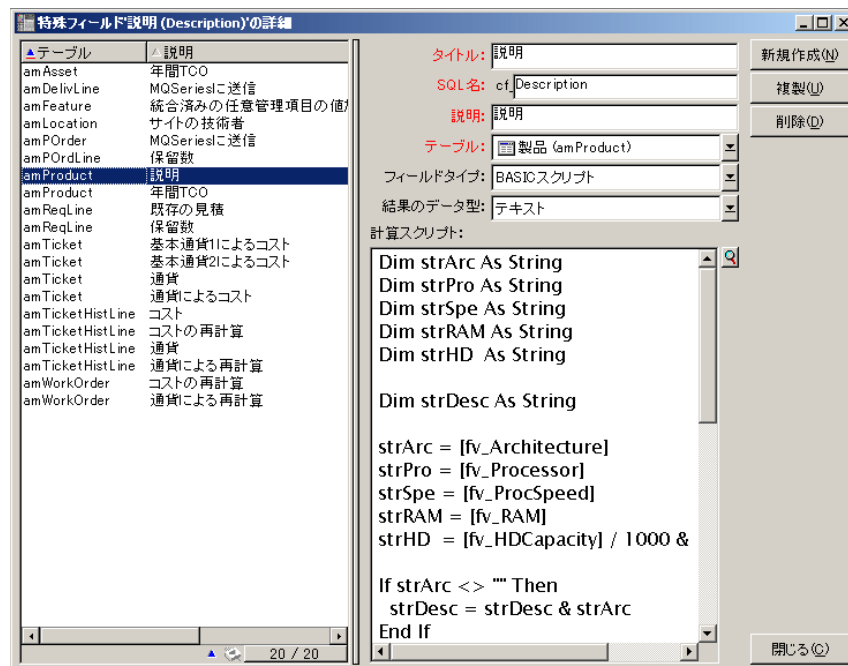 特殊フィールド'説明 (Description)'の詳細
テーブル 説明
amAsset 年間TCO
amDelivLine MQSeriesに送信
amFeature 統合済みの任意管理項目の値
amLocation サイトの技術者
amPOrder MQSeriesに送信
amPOrdLine 保留数
amProduct 説明
amProduct 年間TCO
amReqLine 既存の見積
amReqLine 保留数
amTicket 基本通貨1によるコスト
amTicket 基本通貨2によるコスト
amTicket 通貨
amTicket 通貨によるコスト
amTicketHistLine コスト
amTicketHistLine コストの再計算
amTicketHistLine 通貨
amTicketHistLine 通貨による再計算
amWorkOrder コストの再計算
amWorkOrder 通貨による再計算
20 / 20
タイトル: 説明
SQL名: cf_Description
説明: 説明
テーブル: 製品 (amProduct)
フィールドタイプ: BASICスクリプト
結果のデータ型: テキスト
計算スクリプト:
Dim strArc As String
Dim strPro As String
Dim strSpe As String
Dim strRAM As String
Dim strHD As String
Dim strDesc As String
strArc = [fv_Architecture]
strPro = [fv_Processor]
strSpe = [fv_ProcSpeed]
strRAM = [fv_RAM]
strHD = [fv_HDCapacity] / 1000 &
If strArc <> "" Then
strDesc = strDesc & strArc
End If
新規作成(N)
複製(U)
削除(D)
閉じる(C)